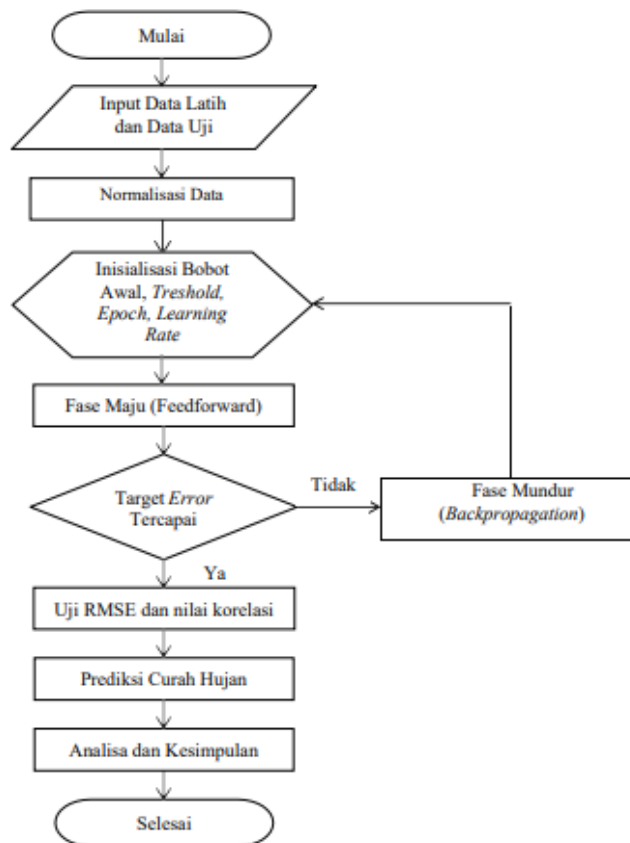 Mulai
Input Data Latih
dan Data Uji
Normalisasi Data
Inisialisasi Bobot
Awal, Treshold,
Epoch, Learning
Rate
Fase Maju (Feedforward)
Target Error
Tercapai
Tidak
Fase Mundur
(Backpropagation)
Ya
Uji RMSE dan nilai korelasi
Prediksi Curah Hujan
Analisa dan Kesimpulan
Selesai